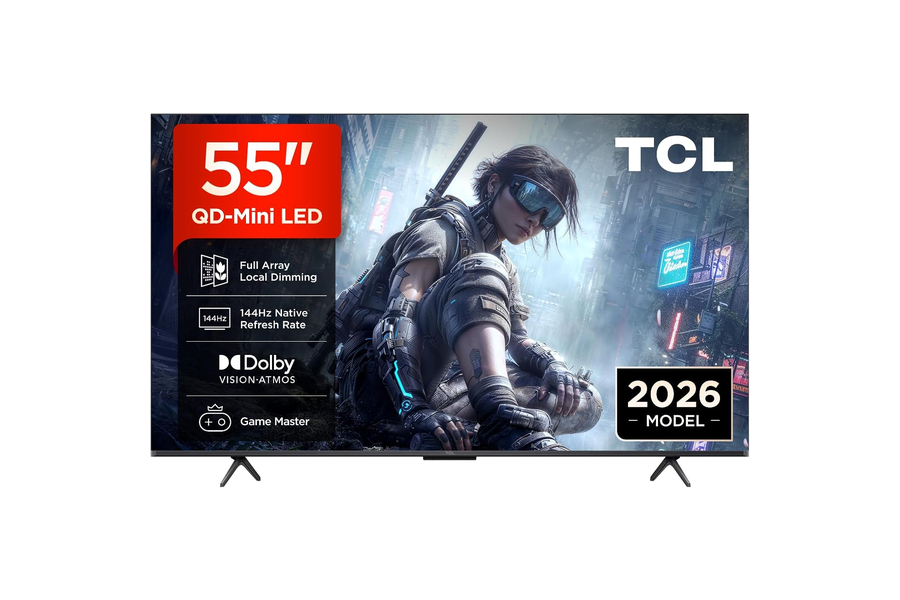 55"
QD-Mini LED
Full Array
Local Dimming
144Hz
144Hz Native
Refresh Rate
Dolby
VISION·ATMOS
Game Master
TCL
2026
MODEL